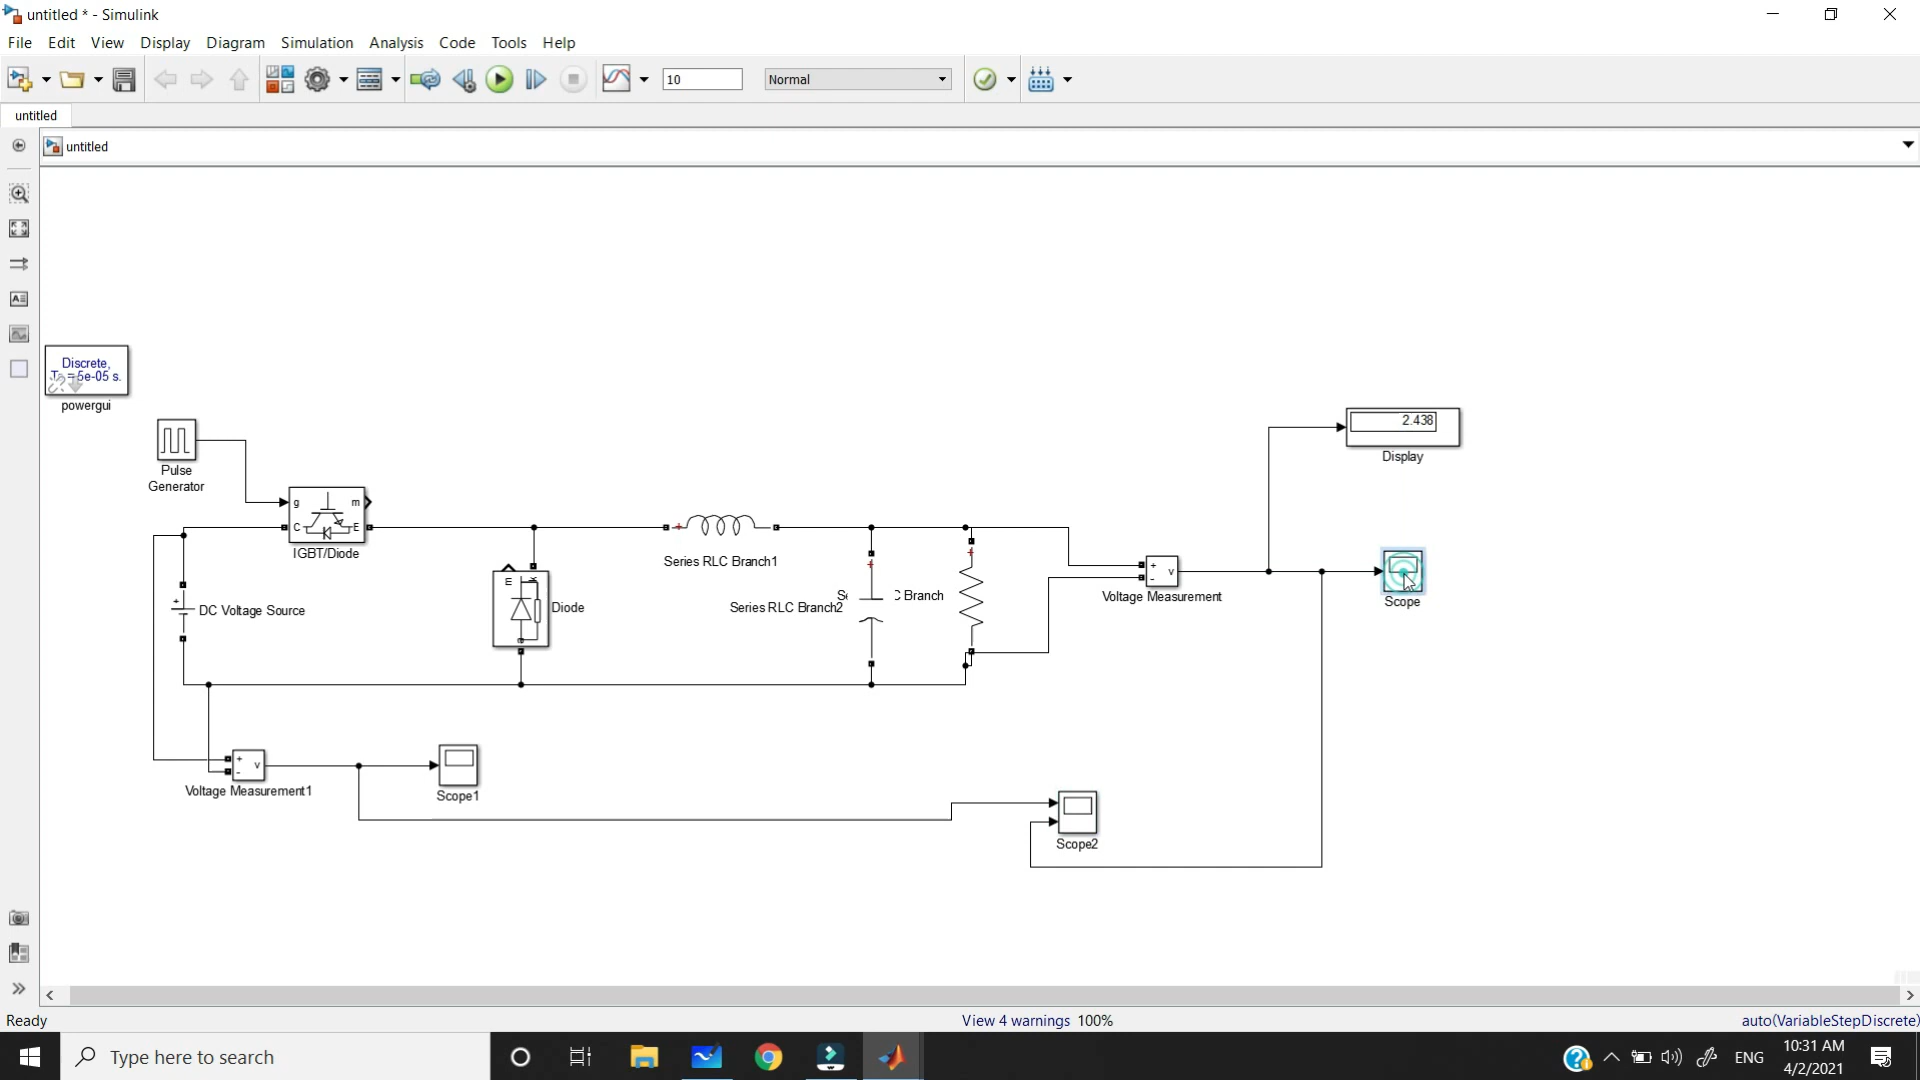 untitled * - Simulink
File Edit View Display Diagram Simulation Analysis Code Tools Help
10
Normal
untitled
untitled
Discrete,
= 5e-05 s.
powergui
Pulse
Generator
g
m
C
E
IGBT/Diode
DC Voltage Source
m
Diode
Series RLC Branch1
Series RLC Branch2
C Branch
+
-
v
Voltage Measurement
2.438
Display
Scope
+
-
v
Voltage Measurement1
Scope1
Scope2
Ready
View 4 warnings 100%
auto(VariableStepDiscrete)
Type here to search
ENG
10:31 AM
4/2/2021